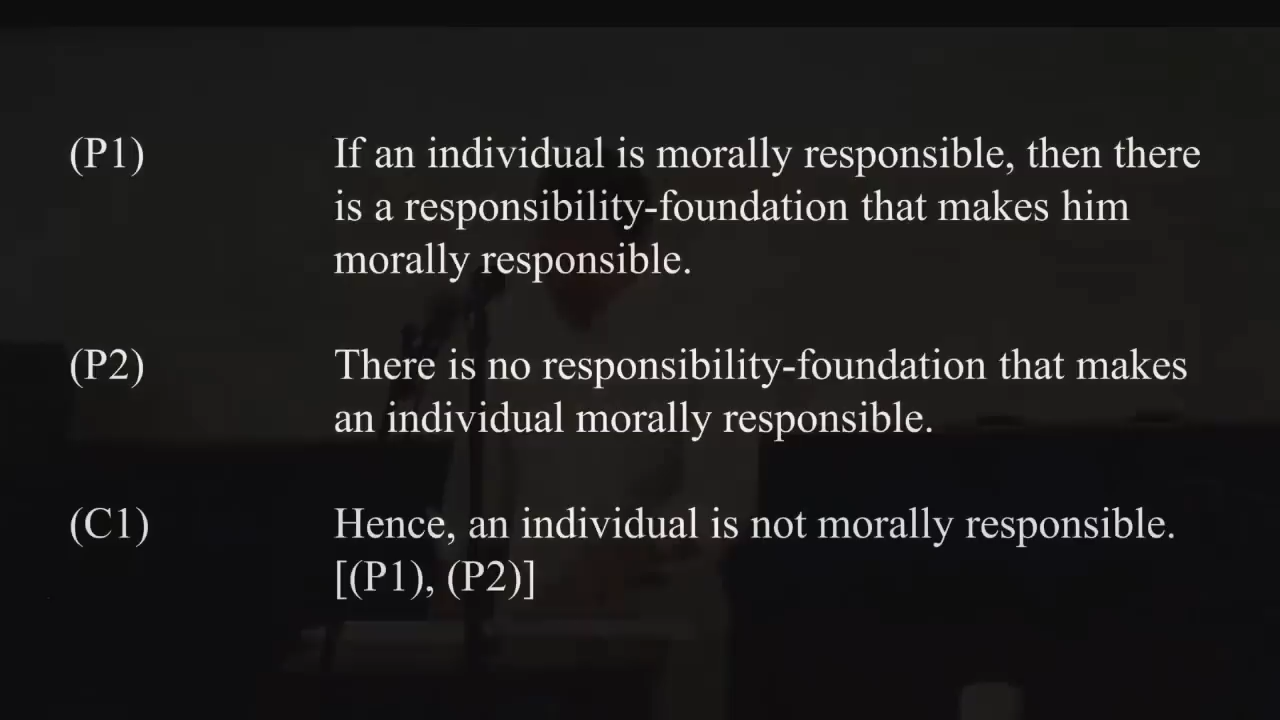 (P1) If an individual is morally responsible, then there
is a responsibility-foundation that makes him
morally responsible.
(P2) There is no responsibility-foundation that makes
an individual morally responsible.
(C1) Hence, an individual is not morally responsible.
[(P1), (P2)]